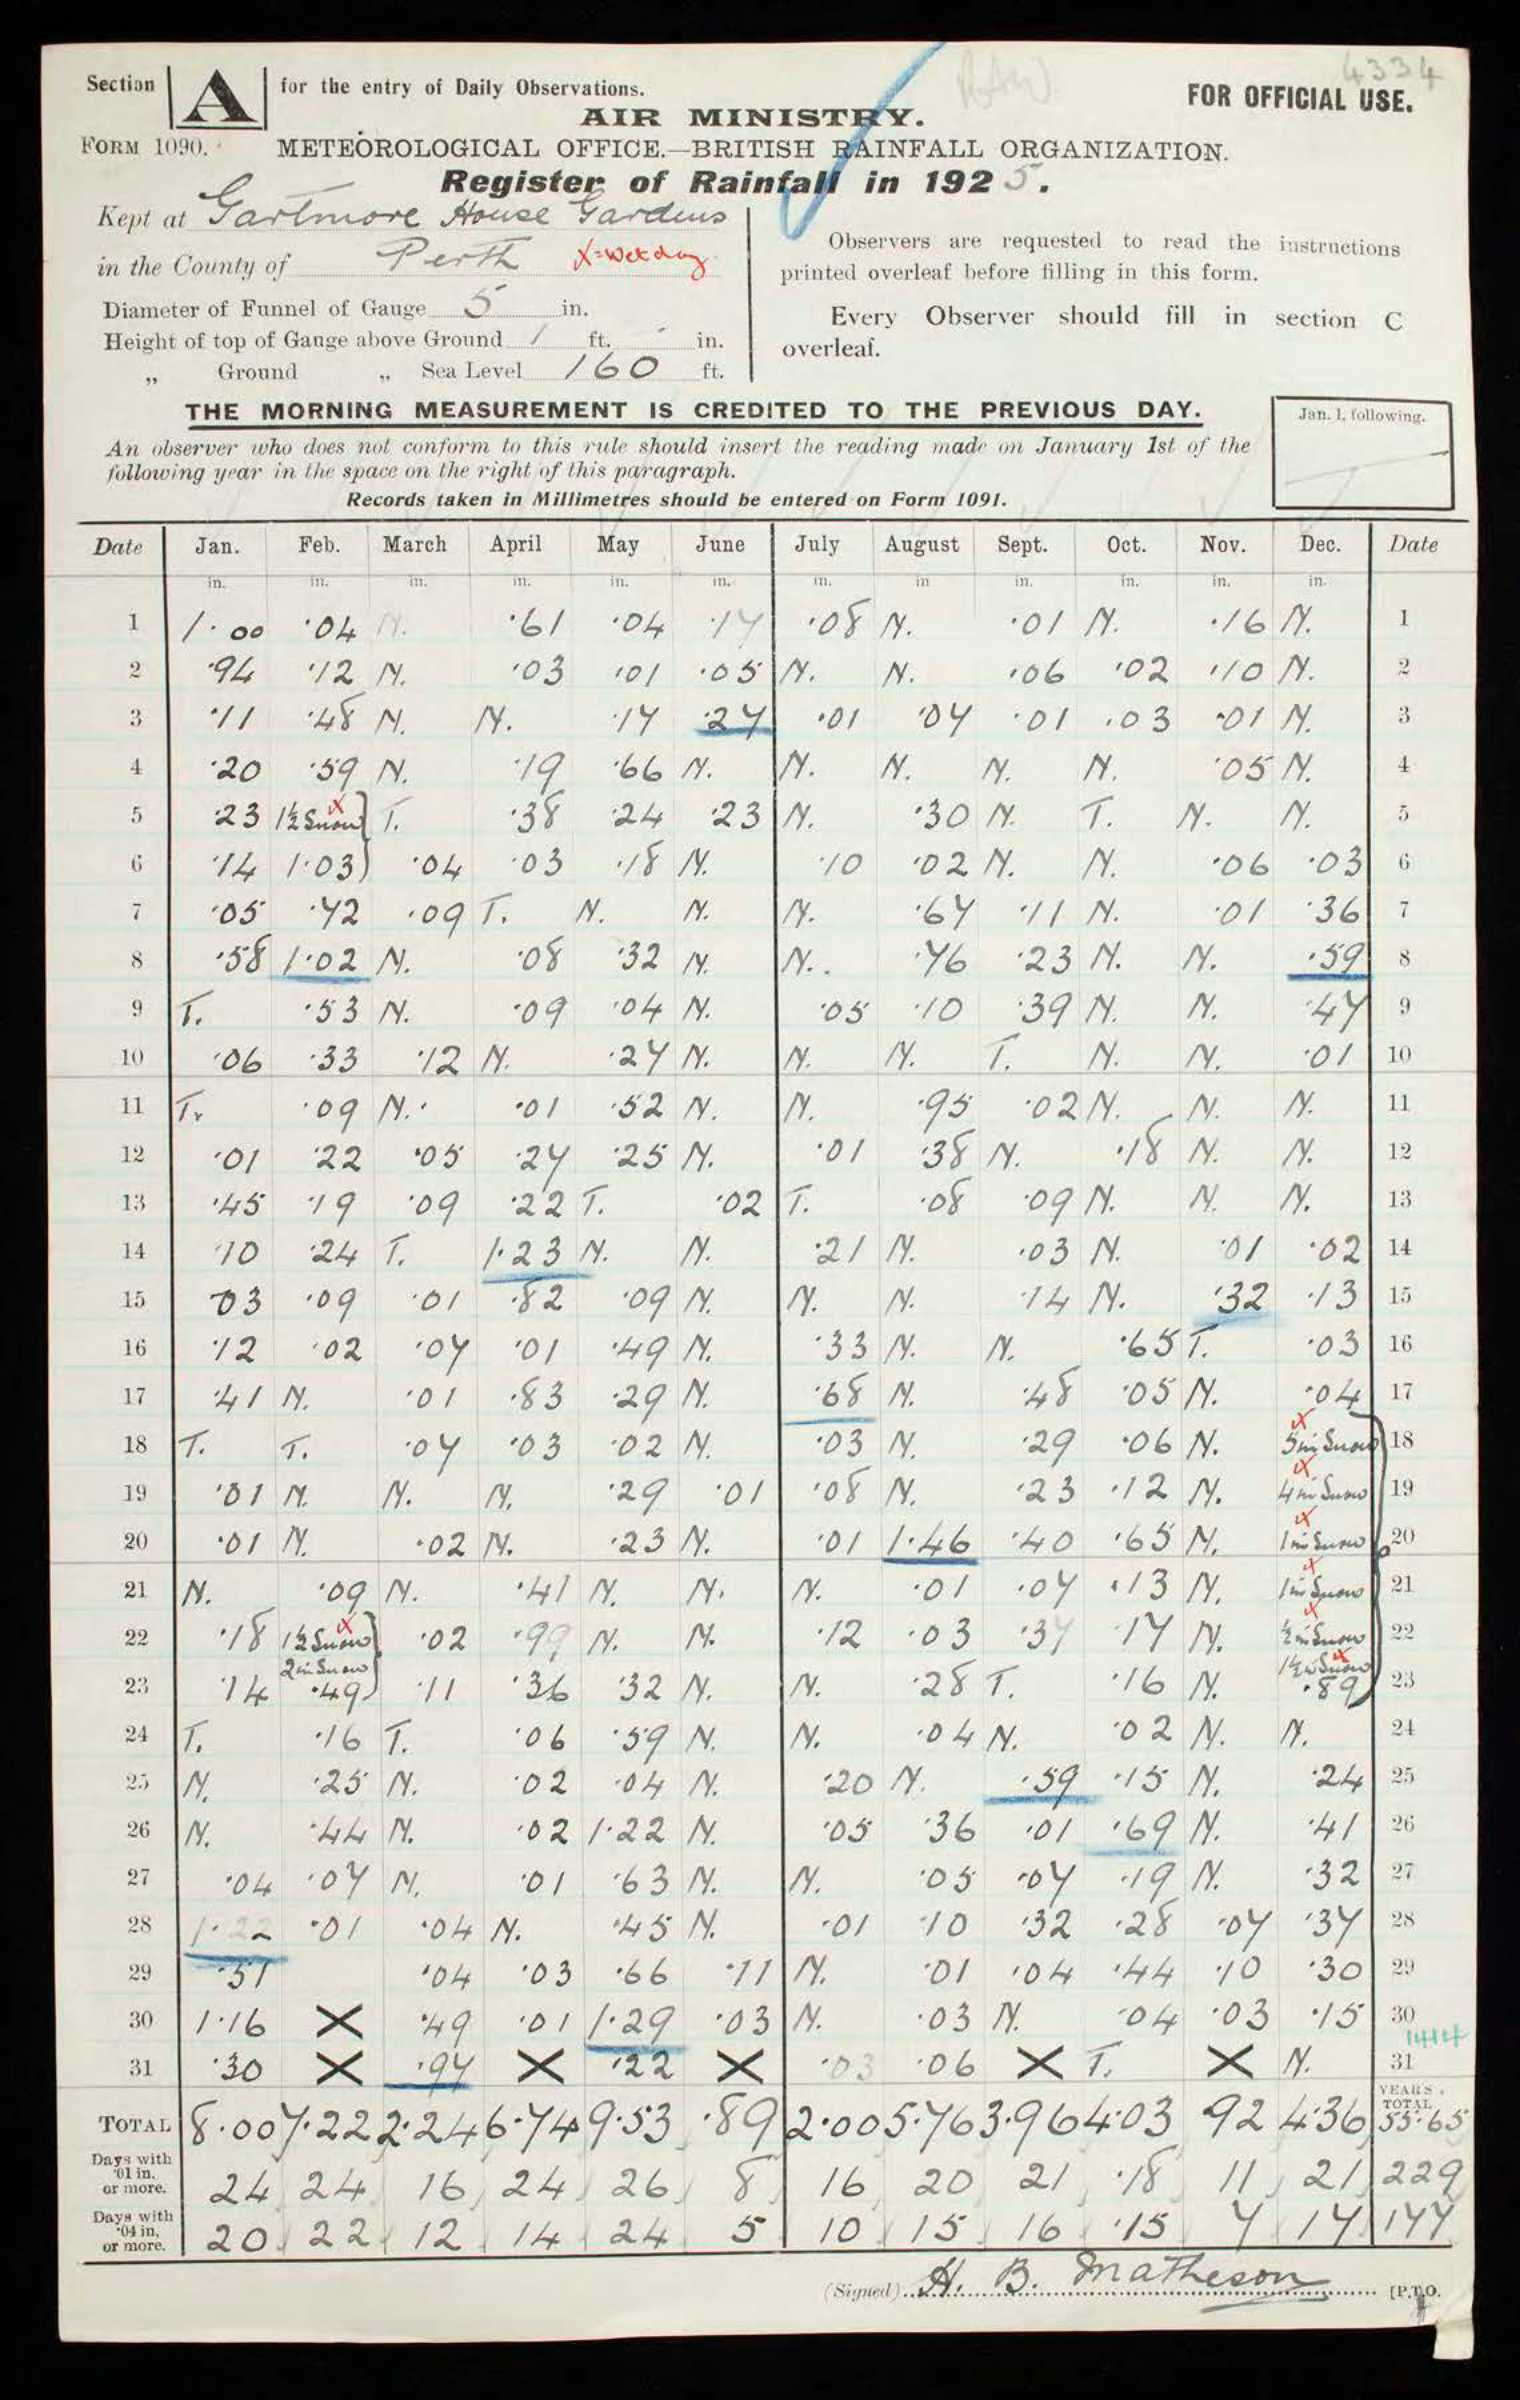 4334
Section A for the entry of Daily Observations.
FOR OFFICIAL USE.
AIR MINISTRY.
FORM 1090. METEOROLOGICAL OFFICE.—BRITISH RAINFALL ORGANIZATION.
Register of Rainfall in 1925.
Kept at Gartmore House Gardens
in the County of Perth X=wet day
Diameter of Funnel of Gauge 5 in.
Height of top of Gauge above Ground 1 ft. - in.
„ Ground „ Sea Level 160 ft.
Observers are requested to read the instructions
printed overleaf before filling in this form.
Every Observer should fill in section C
overleaf.
THE MORNING MEASUREMENT IS CREDITED TO THE PREVIOUS DAY.
An observer who does not conform to this rule should insert the reading made on January 1st of the
following year in the space on the right of this paragraph.
Records taken in Millimetres should be entered on Form 1091.
Jan. 1, following.
Date Jan. Feb. March April May June July August Sept. Oct. Nov. Dec. Date
in. in. in. in. in. in. in. in in. in. in. in.
1 1.00 .04 N. .61 .04 .17 .08 N. .01 N. .16 N. 1
2 .94 .12 N. .03 .01 .05 N. N. .06 .02 .10 N. 2
3 .11 .48 N. N. .17 .27 .01 .07 .01 .03 .01 N. 3
4 .20 .59 N. .19 .66 N. N. N. N. N. .05 N. 4
5 .23 1½ Snow X T. .38 .24 .23 N. .30 N. T. N. N. 5
6 .14 1.03 .04 .03 .18 N. .10 .02 N. N. .06 .03 6
7 .05 .72 .09 T. N. N. N. .67 .11 N. .01 .36 7
8 .58 1.02 N. .08 .32 N. N. .76 .23 N. N. .59 8
9 T. .53 N. .09 .04 N. .05 .10 .39 N. N. .47 9
10 .06 .33 .12 N. .27 N. N. N. T. N. N. .01 10
11 T. .09 N. .01 .52 N. N. .95 .02 N. N. N. 11
12 .01 .22 .05 .27 .25 N. .01 .38 N. .18 N. N. 12
13 .45 .19 .09 .22 T. .02 T. .08 .09 N. N. N. 13
14 .10 .24 T. 1.23 N. N. .21 N. .03 N. .01 .02 14
15 .03 .09 .01 .82 .09 N. N. N. .14 N. .32 .13 15
16 .12 .02 .07 .01 .49 N. .33 N. N. .65 T. .03 16
17 .41 N. .01 .83 .29 N. .68 N. .48 .05 N. .04 17
18 T. T. .07 .03 .02 N. .03 N. .29 .06 N. 5 in Snow X 18
19 .01 N. N. N. .29 .01 .08 N. .23 .12 N. 4 in Snow X 19
20 .01 N. .02 N. .23 N. .01 1.46 .40 .65 N. 1 in Snow X 20
21 N. .09 N. .41 N. N. N. .01 .07 .13 N. 1 in Snow X 21
22 .18 1½ Snow X .02 .99 N. N. .12 .03 .37 .17 N. ½ in Snow X 22
23 .14 2 in Snow .49 .11 .36 .32 N. N. .28 T. .16 N. 1½ in Snow X .89 23
24 T. .16 T. .06 .59 N. N. .04 N. .02 N. N. 24
25 N. .25 N. .02 .04 N. .20 N. .59 .15 N. .24 25
26 N. .44 N. .02 1.22 N. .05 .36 .01 .69 N. .41 26
27 .04 .07 N. .01 .63 N. N. .05 .07 .19 N. .32 27
28 1.22 .01 .04 N. .45 N. .01 .10 .32 .28 .07 .37 28
29 .51 .04 .03 .66 .11 N. .01 .04 .44 .10 .30 29
30 1.16 X .49 .01 1.29 .03 N. .03 N. .04 .03 .15 30
1414
31 .30 X .97 X .22 X .03 .06 X T. X N. 31
TOTAL 8.00 7.22 2.24 6.74 9.53 .89 2.00 5.76 3.96 4.03 92 4.36 YEARS TOTAL 55.65
Days with .01 in. or more. 24 24 16 24 26 8 16 20 21 .18 11 21 229
Days with .04 in. or more. 20 22 12 14 24 5 10 15 16 .15 7 17 177
(Signed) H. B. Matheson [P.T.O.